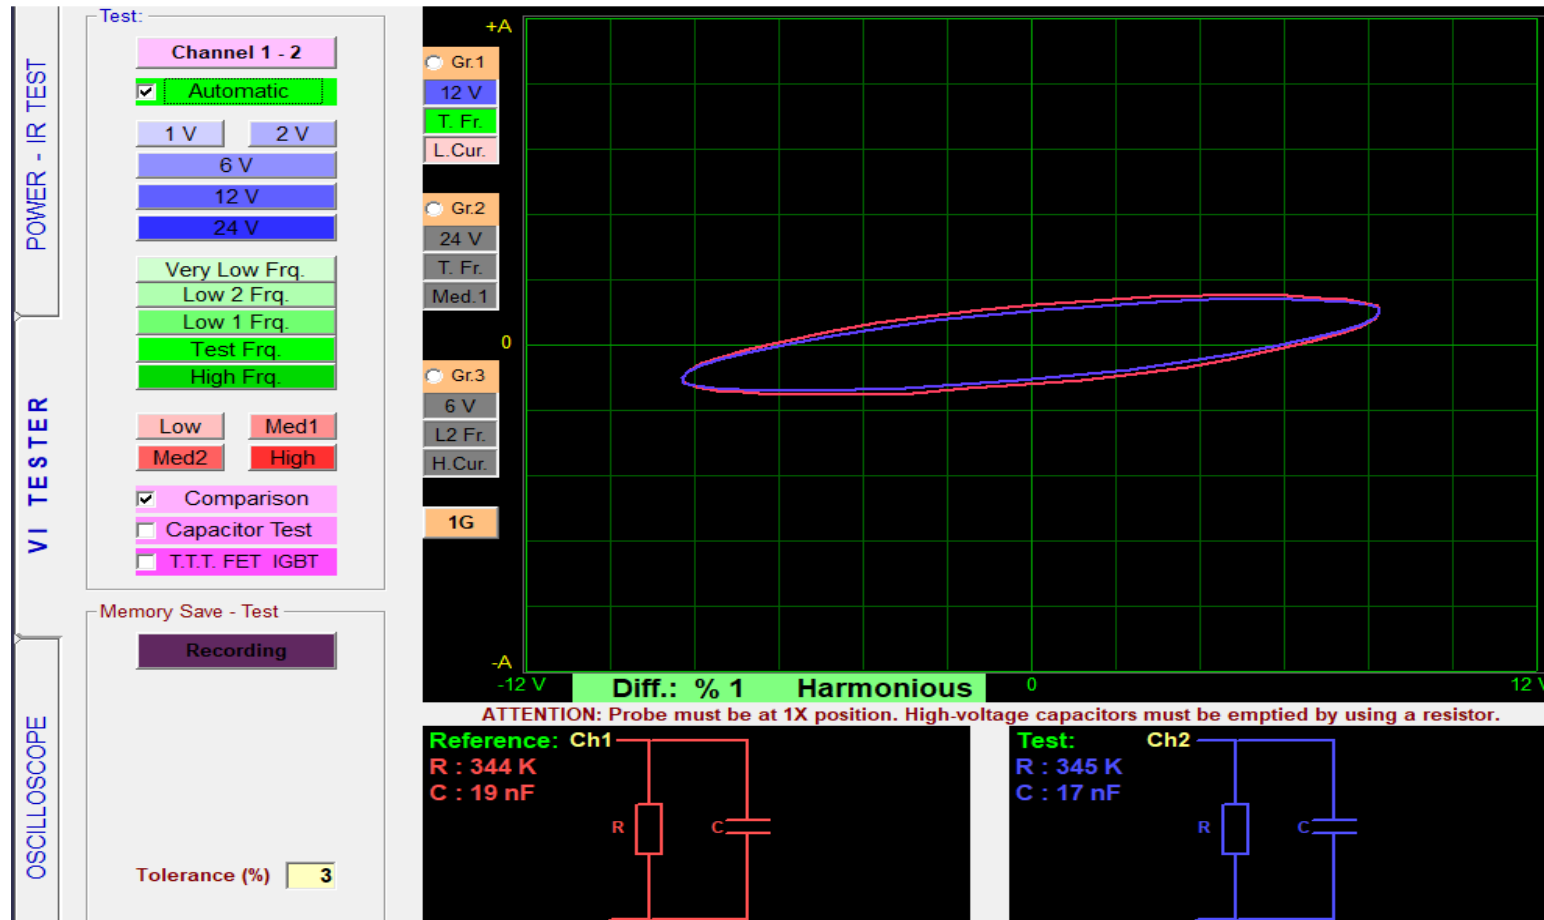 POWER - IR TEST
VI TESTER
OSCILLOSCOPE
Test:
Channel 1 - 2
Automatic
1 V
2 V
6 V
12 V
24 V
Very Low Frq.
Low 2 Frq.
Low 1 Frq.
Test Frq.
High Frq.
Low
Med1
Med2
High
Comparison
Capacitor Test
T.T.T. FET IGBT
Memory Save - Test
Recording
Tolerance (%) 3
+A
Gr.1
12 V
T. Fr.
L.Cur.
Gr.2
24 V
T. Fr.
Med.1
0
Gr.3
6 V
L2 Fr.
H.Cur.
1G
-A
-12 V
0
12 V
Diff.: % 1 Harmonious
ATTENTION: Probe must be at 1X position. High-voltage capacitors must be emptied by using a resistor.
Reference: Ch1
R : 344 K
C : 19 nF
R
C
Test: Ch2
R : 345 K
C : 17 nF
R
C